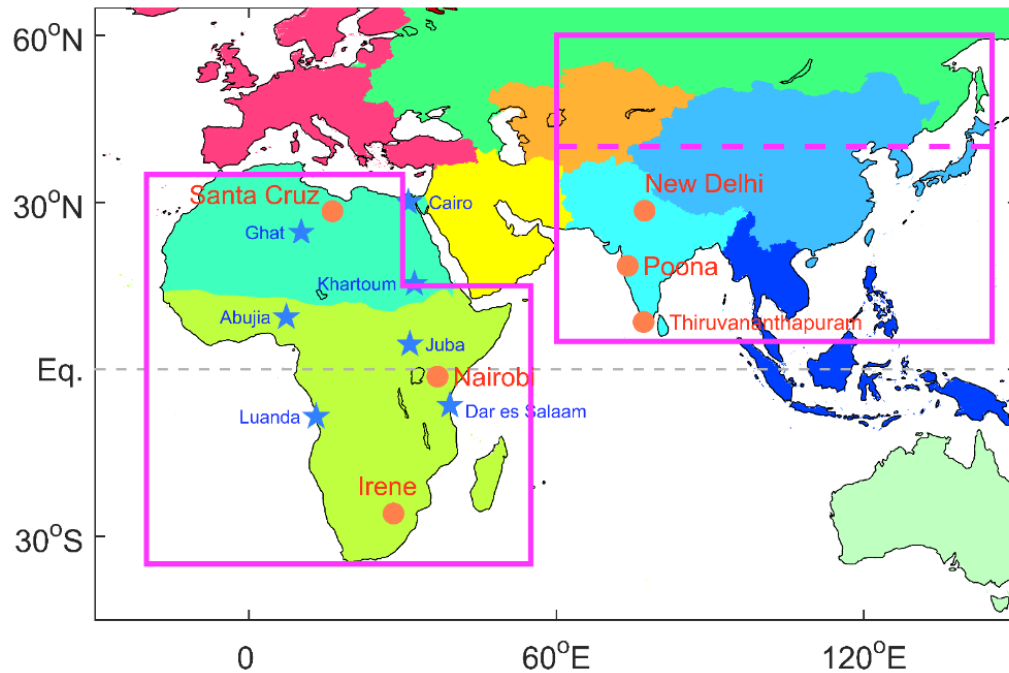 60°N
Santa Cruz
New Delhi
30°N
Cairo
Ghat
Poona
Khartoum
Abujia
Thiruvananthapuram
Juba
Eq.
Nairobi
Luanda
Dar es Salaam
Irene
30°S
0
60°E
120°E